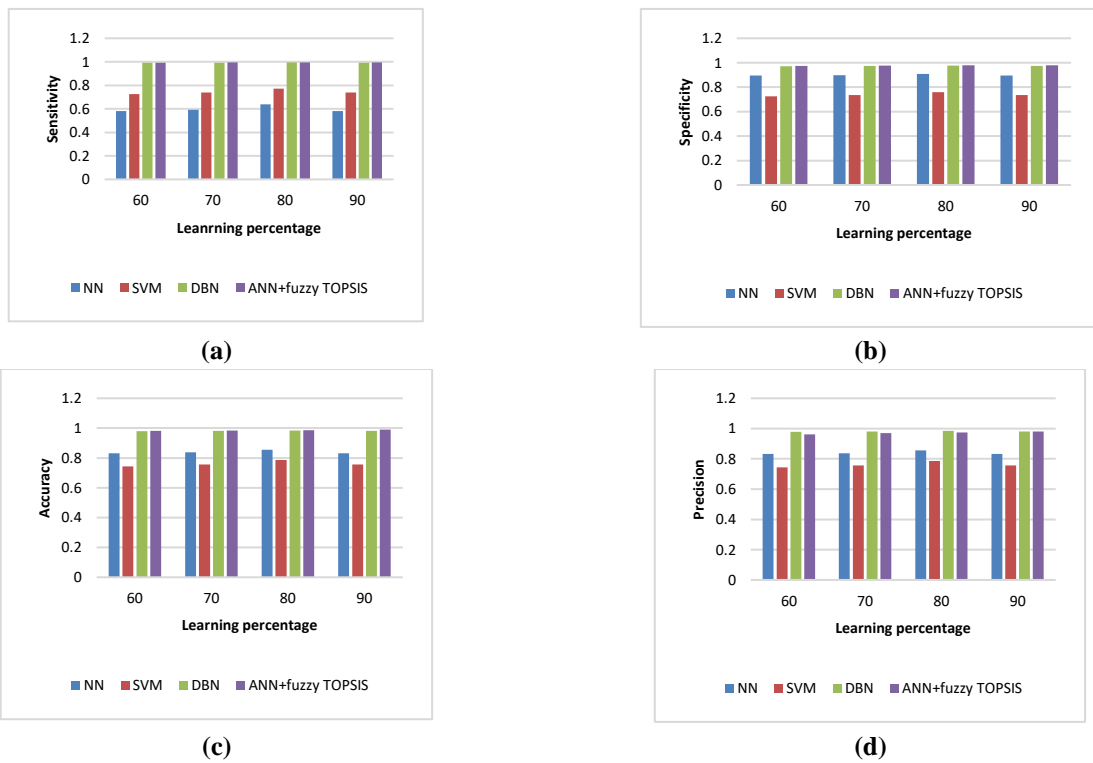 1.2
1
0.8
0.6
0.4
0.2
0
Sensitivity
60 70 80 90
Leanrning percentage
NN SVM DBN ANN+fuzzy TOPSIS
(a)
1.2
1
0.8
0.6
0.4
0.2
0
Specificity
60 70 80 90
Learning percentage
NN SVM DBN ANN+fuzzy TOPSIS
(b)
1.2
1
0.8
0.6
0.4
0.2
0
Accuracy
60 70 80 90
Learning percentage
NN SVM DBN ANN+fuzzy TOPSIS
(c)
1.2
1
0.8
0.6
0.4
0.2
0
Precision
60 70 80 90
Learning percentage
NN SVM DBN ANN+fuzzy TOPSIS
(d)